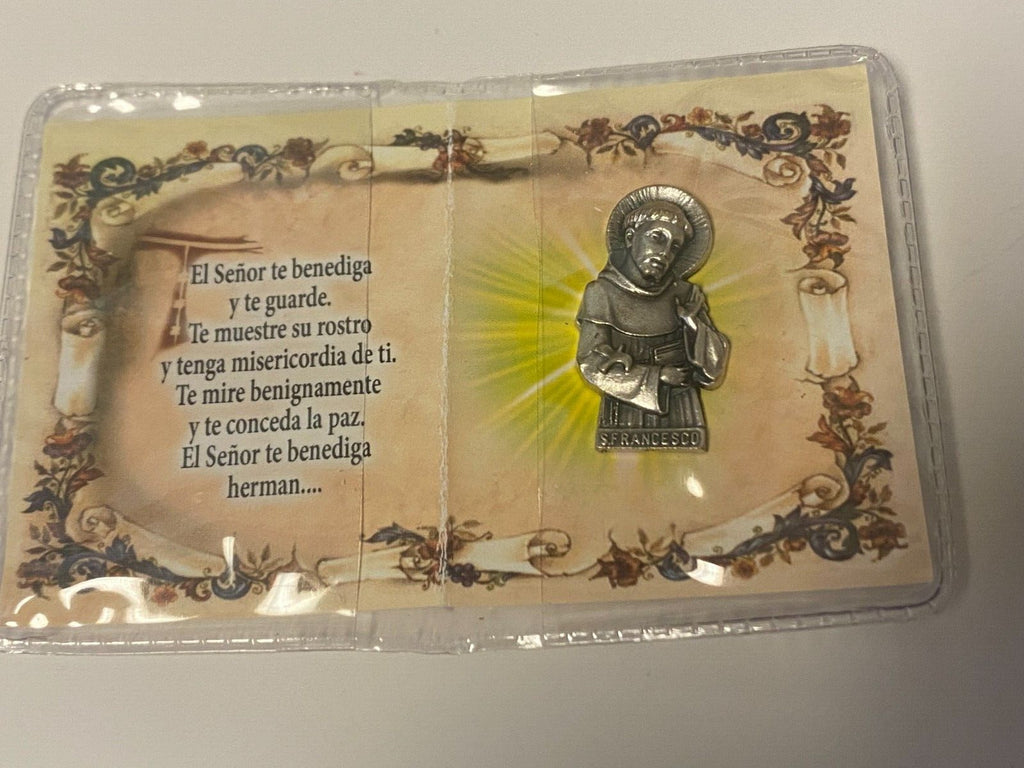 El Señor te benediga
y te guarde.
Te muestre su rostro
y tenga misericordia de ti.
Te mire benignamente
y te conceda la paz.
El Señor te benediga
herman....
S.FRANCESCO